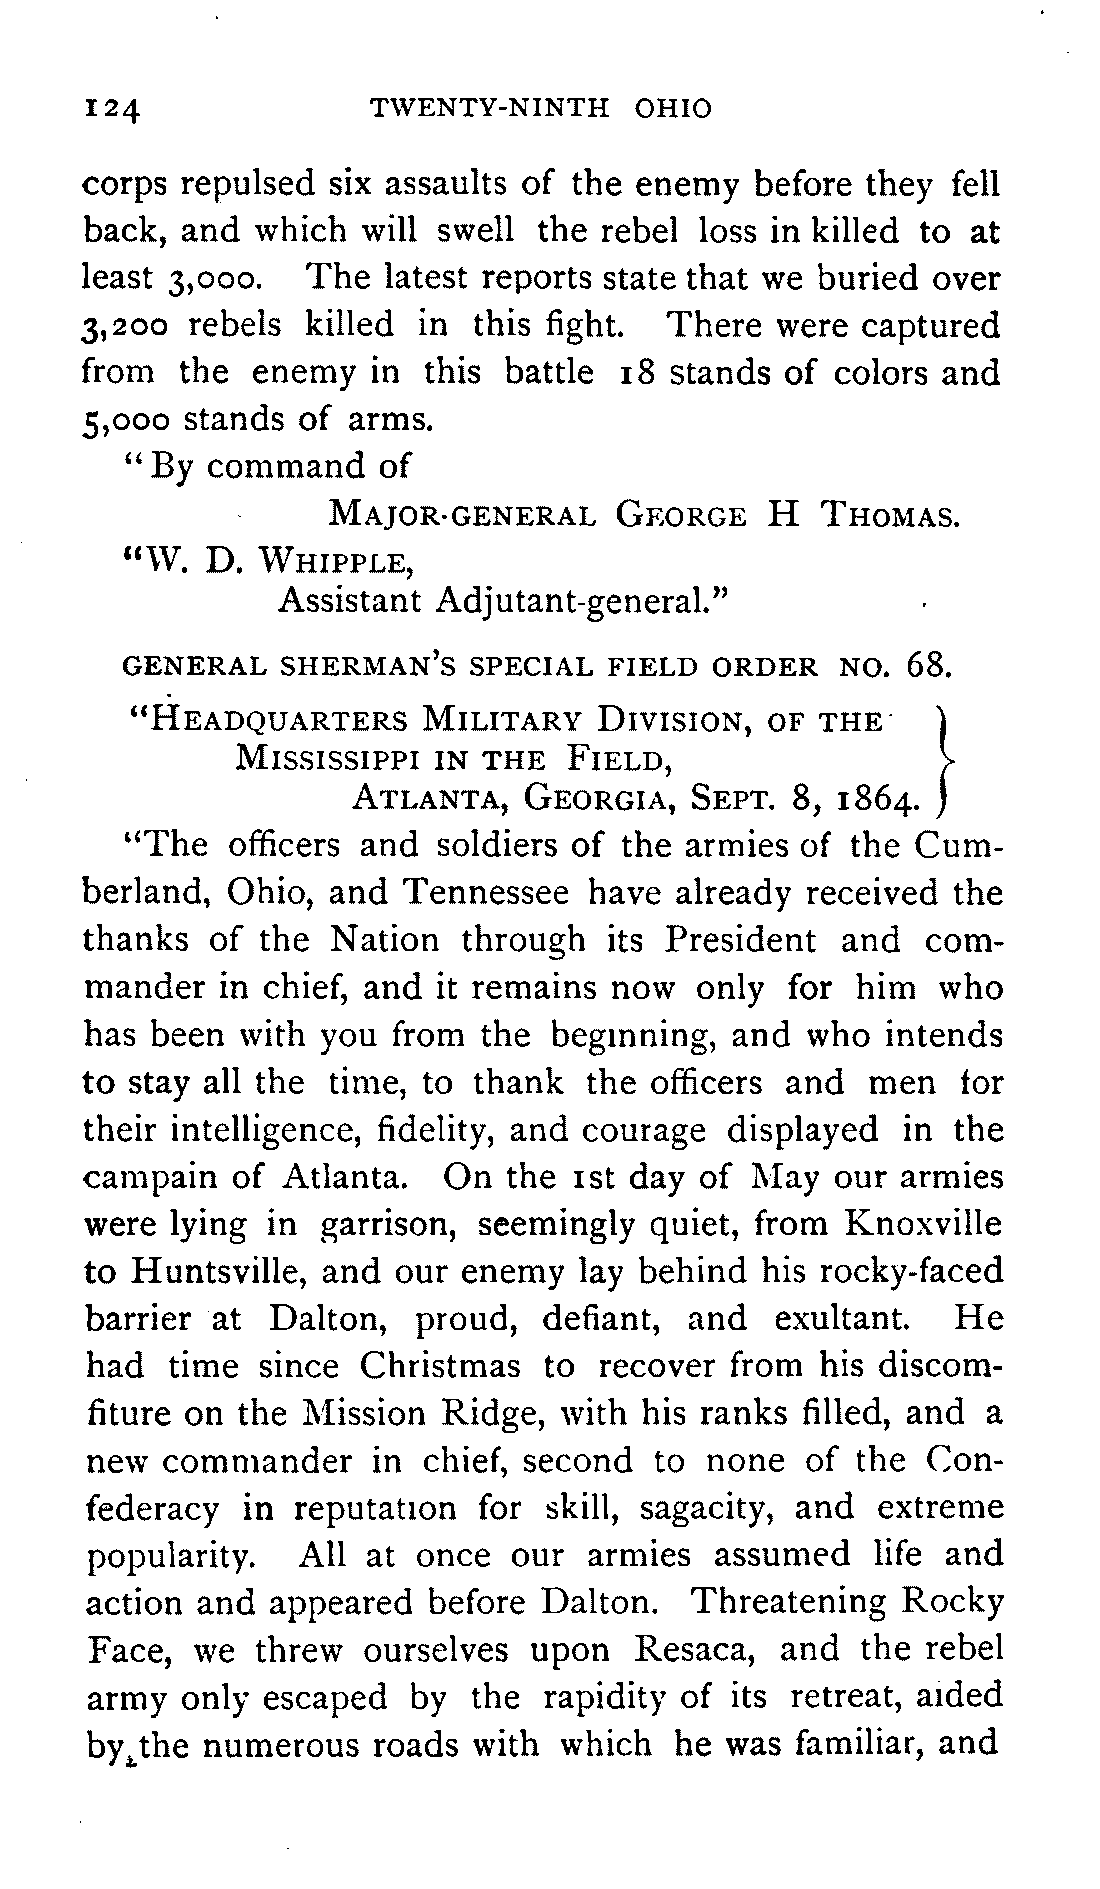 124 TWENTY-NINTH OHIO
corps repulsed six assaults of the enemy before they fell
back, and which will swell the rebel loss in killed to at
least 3,000. The latest reports state that we buried over
3,200 rebels killed in this fight. There were captured
from the enemy in this battle 18 stands of colors and
5,000 stands of arms.
"By command of
MAJOR-GENERAL GEORGE H THOMAS.
"W. D. WHIPPLE,
Assistant Adjutant-general."
GENERAL SHERMAN'S SPECIAL FIELD ORDER NO. 68.
"HEADQUARTERS MILITARY DIVISION, OF THE
MISSISSIPPI IN THE FIELD,
ATLANTA, GEORGIA, SEPT. 8, 1864.
"The officers and soldiers of the armies of the Cum-
berland, Ohio, and Tennessee have already received the
thanks of the Nation through its President and com-
mander in chief, and it remains now only for him who
has been with you from the beginning, and who intends
to stay all the time, to thank the officers and men for
their intelligence, fidelity, and courage displayed in the
campain of Atlanta. On the 1st day of May our armies
were lying in garrison, seemingly quiet, from Knoxville
to Huntsville, and our enemy lay behind his rocky-faced
barrier at Dalton, proud, defiant, and exultant. He
had time since Christmas to recover from his discom-
fiture on the Mission Ridge, with his ranks filled, and a
new commander in chief, second to none of the Con-
federacy in reputation for skill, sagacity, and extreme
popularity. All at once our armies assumed life and
action and appeared before Dalton. Threatening Rocky
Face, we threw ourselves upon Resaca, and the rebel
army only escaped by the rapidity of its retreat, aided
by the numerous roads with which he was familiar, and